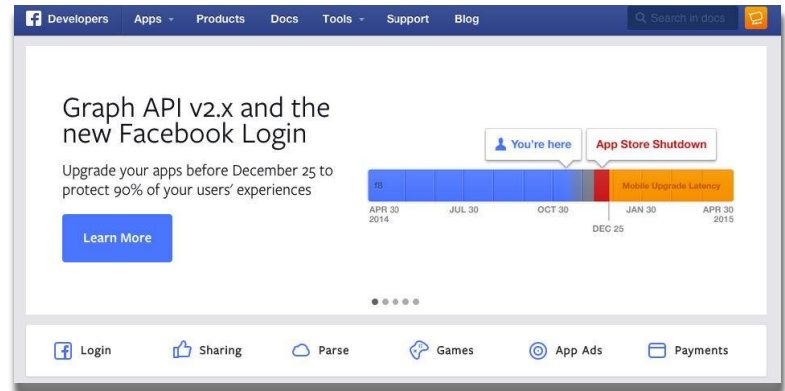 Developers Apps Products Docs Tools Support Blog Search in docs
Graph API v2.x and the
new Facebook Login
Upgrade your apps before December 25 to
protect 90% of your users' experiences
Learn More
You're here App Store Shutdown
f8 Mobile Upgrade Latency
APR 30 JUL 30 OCT 30 JAN 30 APR 30
2014 2015
DEC 25
Login Sharing Parse Games App Ads Payments